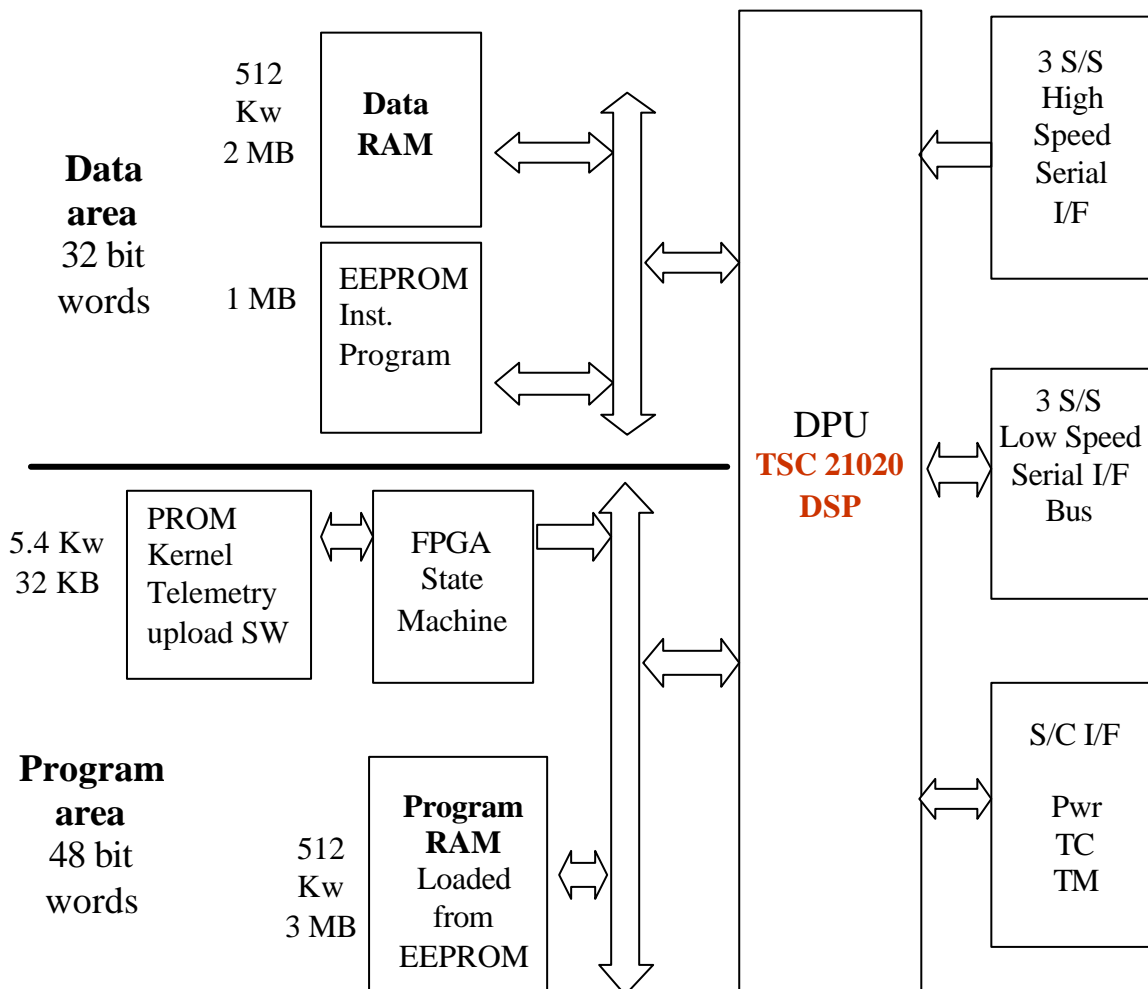 512
Kw
2 MB
Data
RAM
Data
area
32 bit
words
1 MB
EEPROM
Inst.
Program
5.4 Kw
32 KB
PROM
Kernel
Telemetry
upload SW
FPGA
State
Machine
Program
area
48 bit
words
512
Kw
3 MB
Program
RAM
Loaded
from
EEPROM
DPU
TSC 21020
DSP
3 S/S
High
Speed
Serial
I/F
3 S/S
Low Speed
Serial I/F
Bus
S/C I/F
Pwr
TC
TM